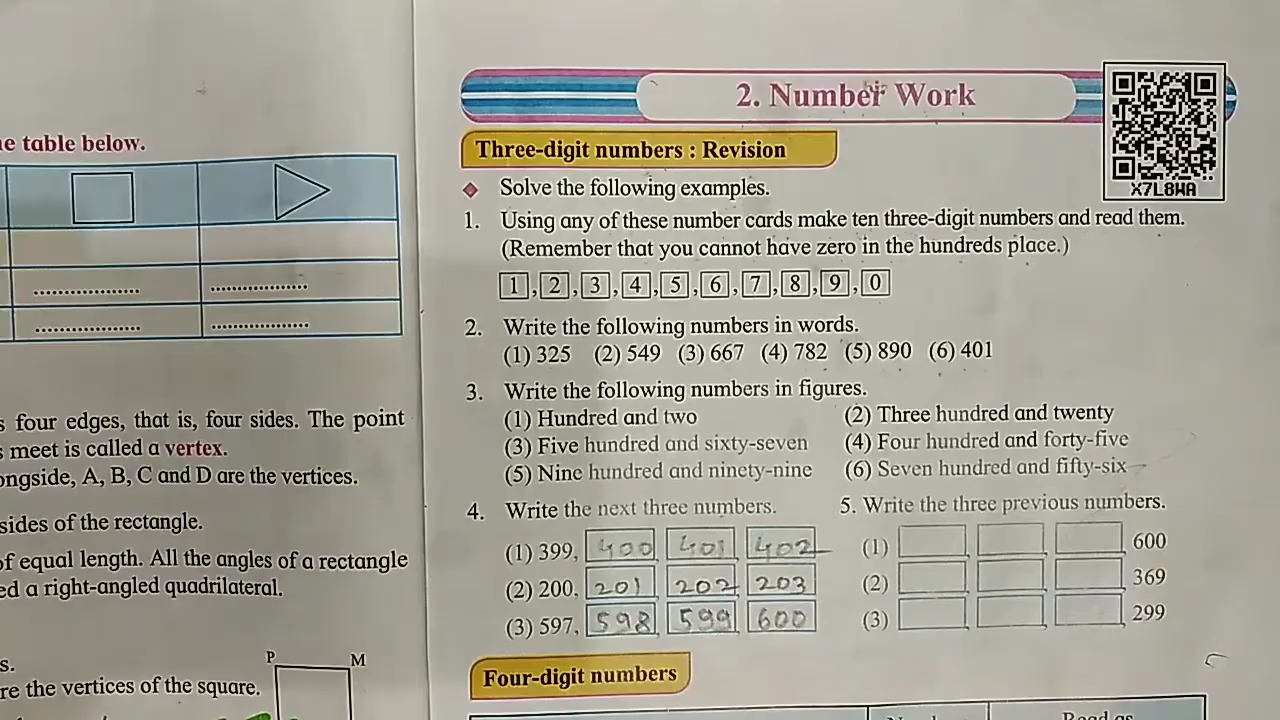 e table below.
....................
....................
....................
....................
s four edges, that is, four sides. The point
s meet is called a vertex.
ongside, A, B, C and D are the vertices.
sides of the rectangle.
of equal length. All the angles of a rectangle
ed a right-angled quadrilateral.
s.
P M
re the vertices of the square.
2. Number Work
X7L8WA
Three-digit numbers : Revision
Solve the following examples.
1. Using any of these number cards make ten three-digit numbers and read them.
(Remember that you cannot have zero in the hundreds place.)
1, 2, 3, 4, 5, 6, 7, 8, 9, 0
2. Write the following numbers in words.
(1) 325 (2) 549 (3) 667 (4) 782 (5) 890 (6) 401
3. Write the following numbers in figures.
(1) Hundred and two (2) Three hundred and twenty
(3) Five hundred and sixty-seven (4) Four hundred and forty-five
(5) Nine hundred and ninety-nine (6) Seven hundred and fifty-six
4. Write the next three numbers. 5. Write the three previous numbers.
(1) 399, 400, 401, 402 (1) , , 600
(2) 200, 201, 202, 203 (2) , , 369
(3) 597, 598, 599, 600 (3) , , 299
Four-digit numbers
Read as